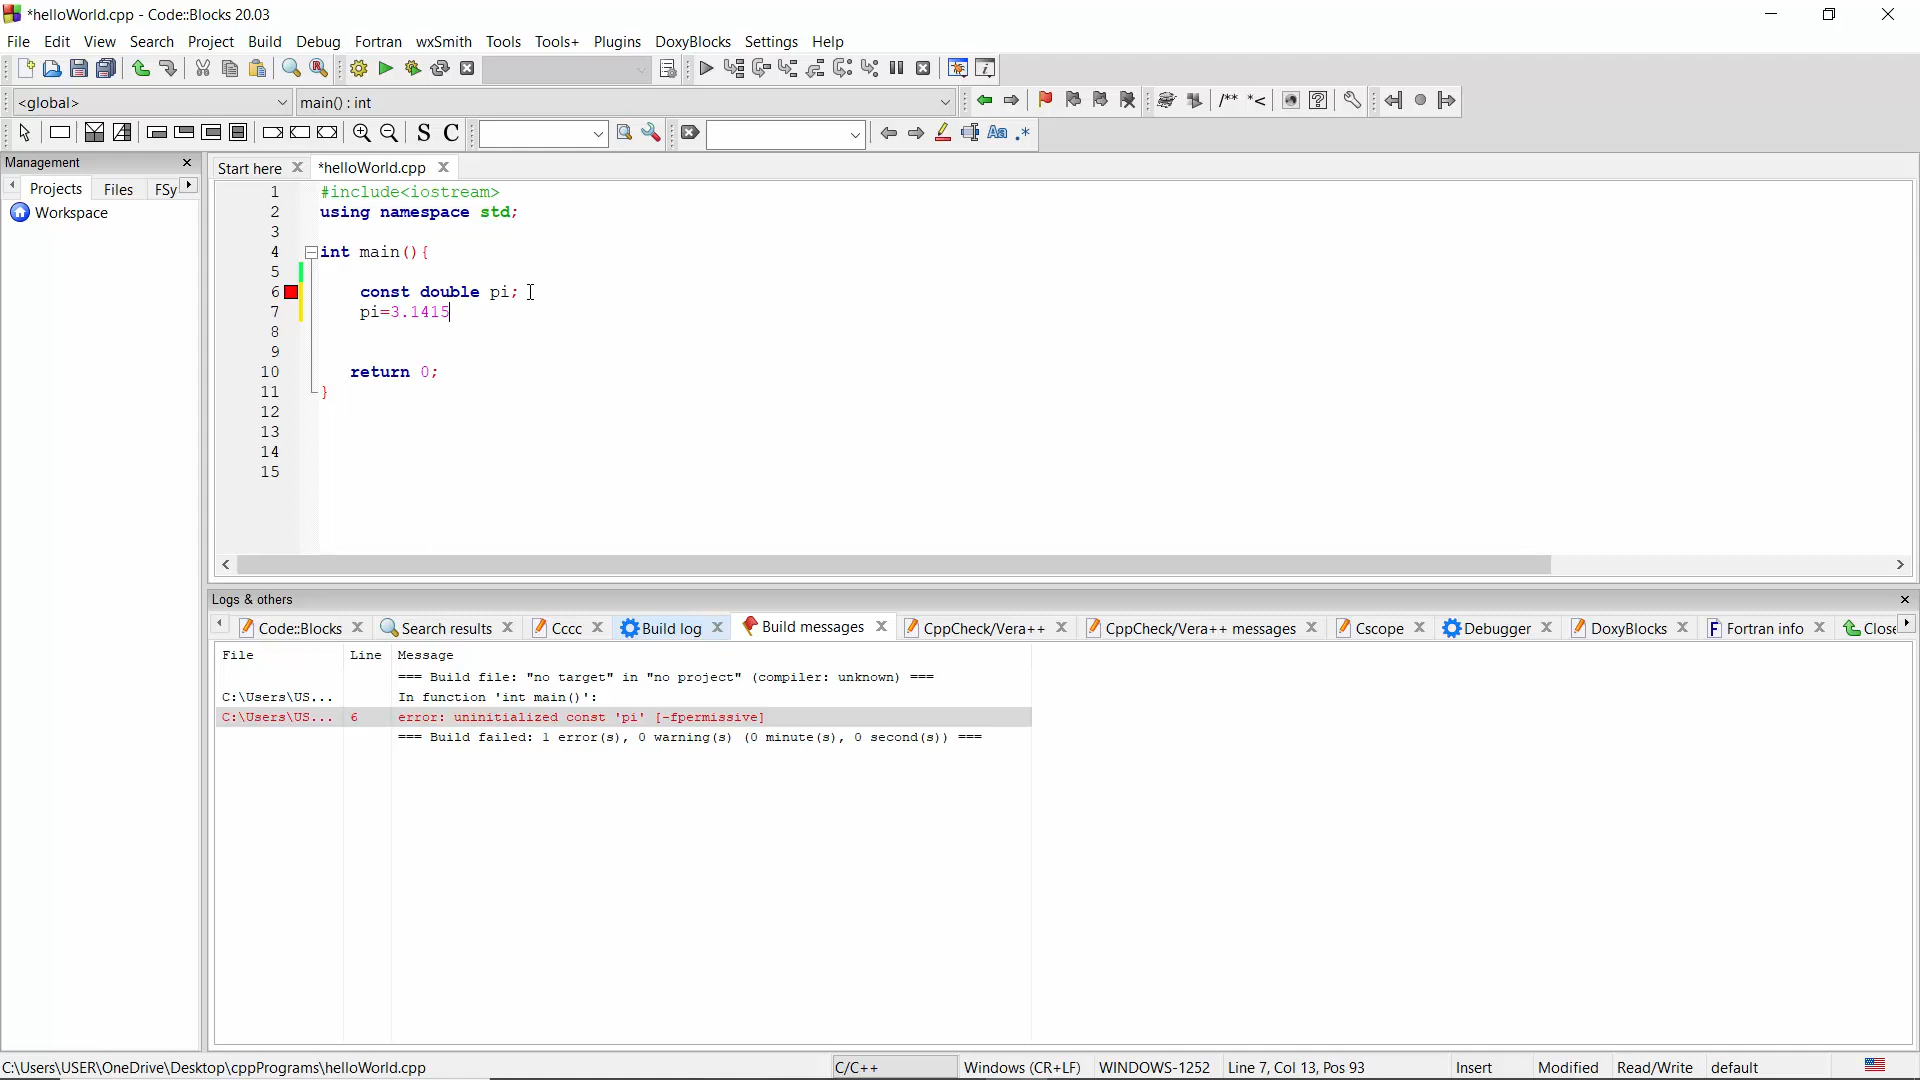 *helloWorld.cpp - Code::Blocks 20.03
File Edit View Search Project Build Debug Fortran wxSmith Tools Tools+ Plugins DoxyBlocks Settings Help
<global> main() : int /** *<
S C Aa .*
Management
Projects Files FSy
Workspace
Start here *helloWorld.cpp
1 #include<iostream>
2 using namespace std;
3
4 int main(){
5
6 const double pi;
7 pi=3.1415
8
9
10 return 0;
11 }
12
13
14
15
Logs & others
Code::Blocks Search results Cccc Build log Build messages CppCheck/Vera++ CppCheck/Vera++ messages Cscope Debugger DoxyBlocks Fortran info Close
File Line Message
=== Build file: "no target" in "no project" (compiler: unknown) ===
C:\Users\US... In function 'int main()':
C:\Users\US... 6 error: uninitialized const 'pi' [-fpermissive]
=== Build failed: 1 error(s), 0 warning(s) (0 minute(s), 0 second(s)) ===
C:\Users\USER\OneDrive\Desktop\cppPrograms\helloWorld.cpp C/C++ Windows (CR+LF) WINDOWS-1252 Line 7, Col 13, Pos 93 Insert Modified Read/Write default